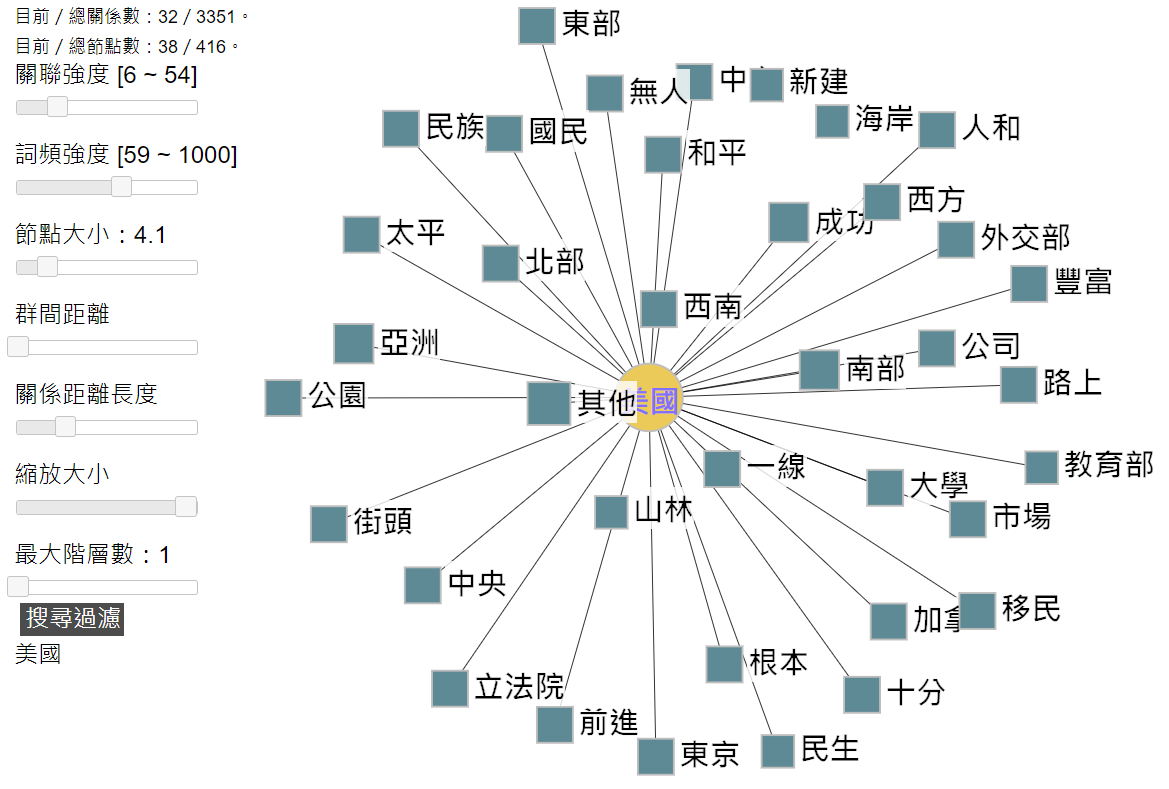 目前 / 總關係數：32 / 3351。
目前 / 總節點數：38 / 416。
關聯強度 [6 ~ 54]
詞頻強度 [59 ~ 1000]
節點大小：4.1
群間距離
關係距離長度
縮放大小
最大階層數：1
搜尋過濾
美國
東部
無人
中
新建
海岸
人和
民族
國民
和平
西方
成功
太平
外交部
北部
豐富
西南
亞洲
公司
南部
路上
公園
其他
美國
一線
教育部
大學
市場
街頭
山林
中央
加拿
移民
根本
立法院
十分
前進
東京
民生